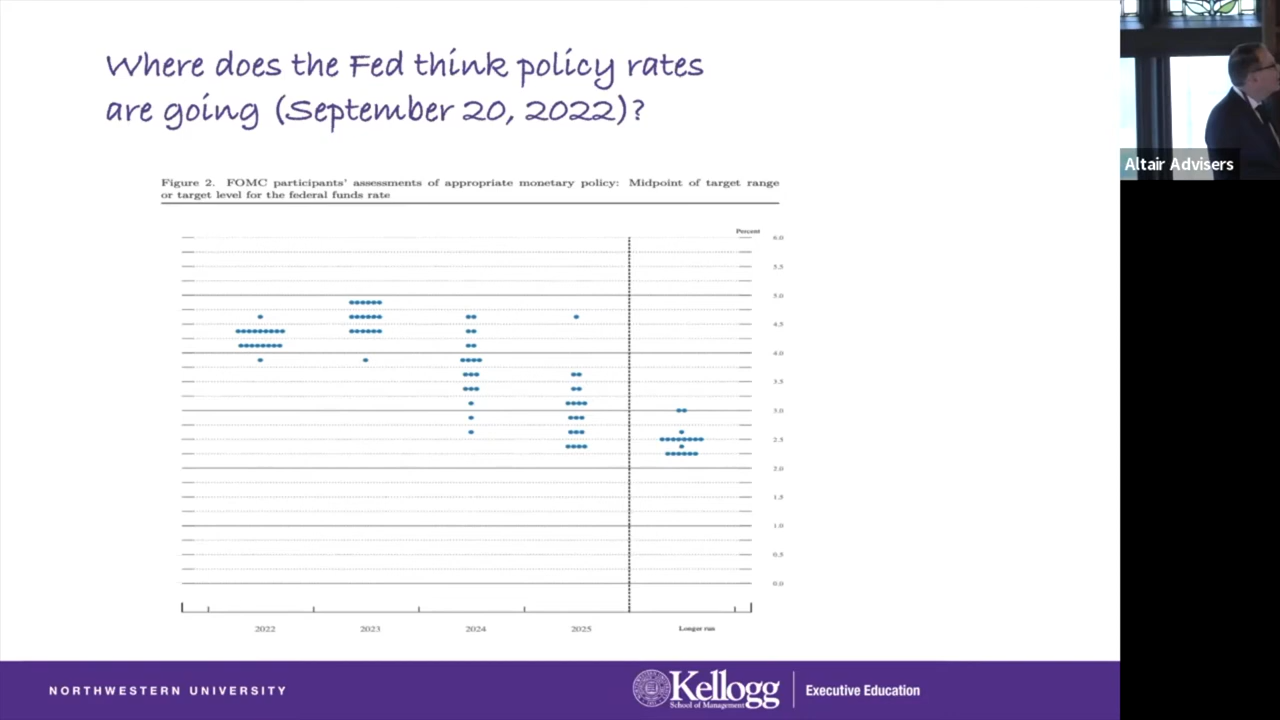 Where does the Fed think policy rates
are going (September 20, 2022)?
Altair Advisers
Figure 2. FOMC participants' assessments of appropriate monetary policy: Midpoint of target range
or target level for the federal funds rate
Percent
6.0
5.5
5.0
4.5
4.0
3.5
3.0
2.5
2.0
1.5
1.0
0.5
0.0
2022 2023 2024 2025 Longer run
NORTHWESTERN UNIVERSITY
Kellogg
School of Management
Executive Education